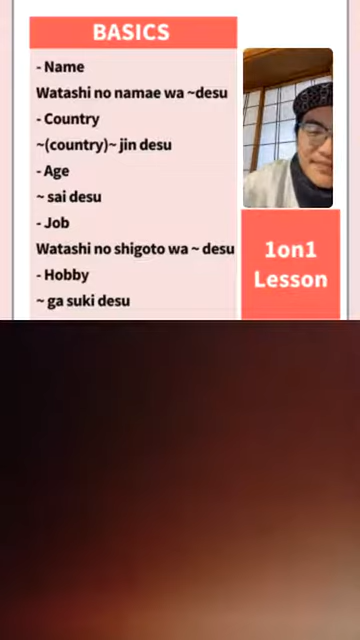 BASICS
- Name
Watashi no namae wa ~desu
- Country
~(country)~ jin desu
- Age
~ sai desu
- Job
Watashi no shigoto wa ~ desu
- Hobby
~ ga suki desu
1on1
Lesson